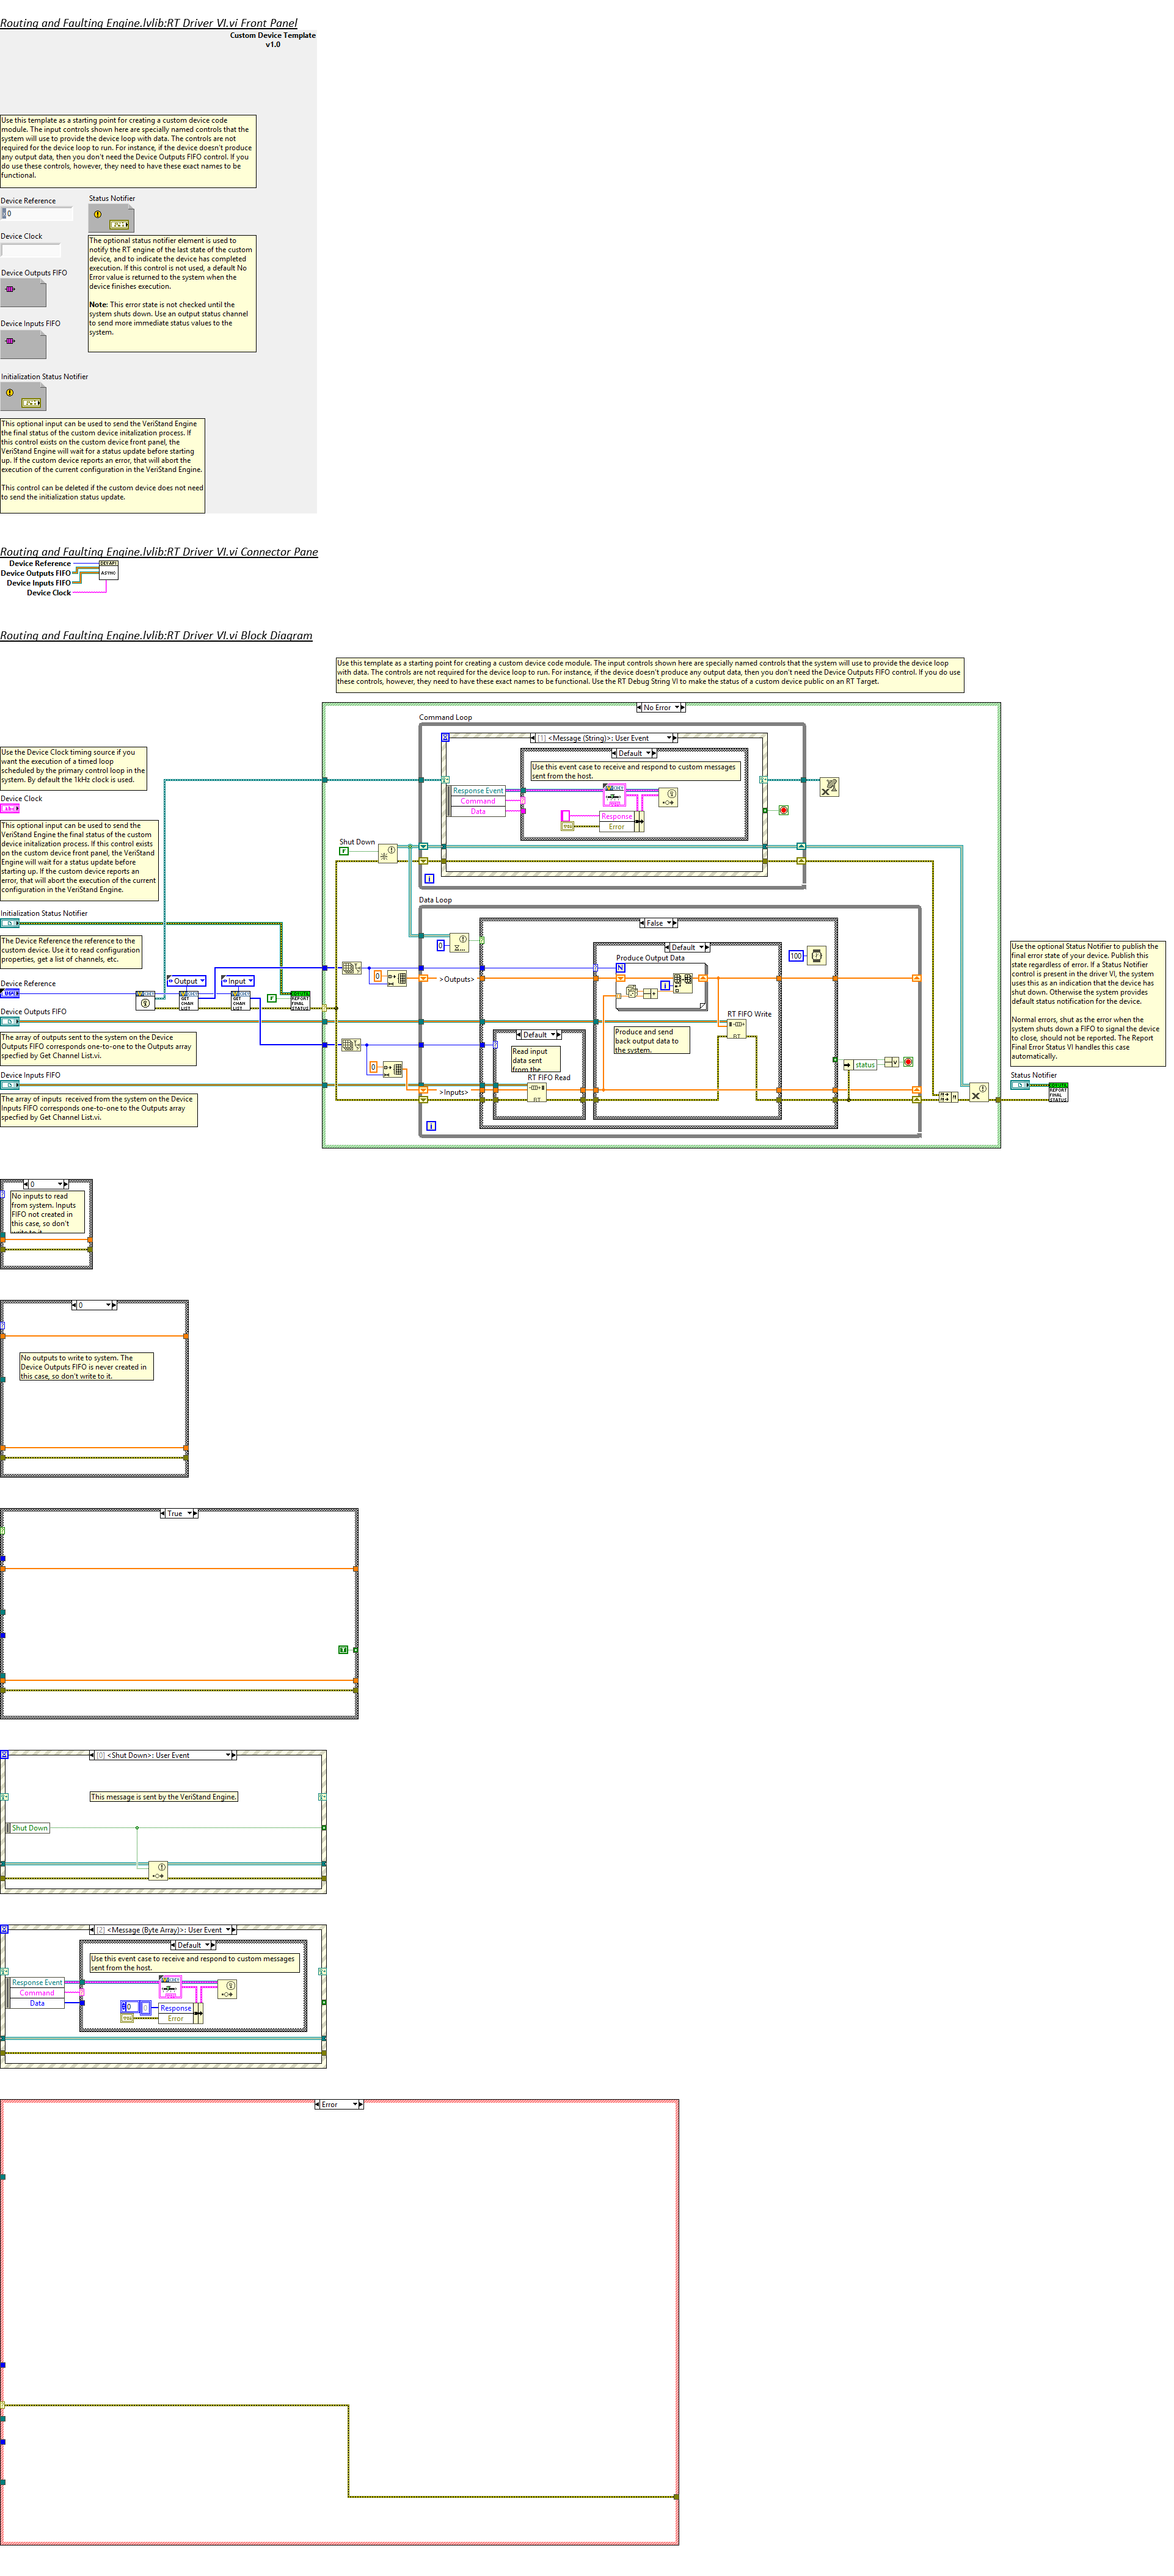 Routing and Faulting Engine.lvlib:RT Driver VI.vi Front Panel
Custom Device Template
v1.0
Use this template as a starting point for creating a custom device code
module. The input controls shown here are specially named controls that the
system will use to provide the device loop with data. The controls are not
required for the device loop to run. For instance, if the device doesn't produce
any output data, then you don't need the Device Outputs FIFO control. If you
do use these controls, however, they need to have these exact names to be
functional.
Device Reference
0
Status Notifier
Device Clock
The optional status notifier element is used to
notify the RT engine of the last state of the custom
device, and to indicate the device has completed
execution. If this control is not used, a default No
Error value is returned to the system when the
device finishes execution.
Note: This error state is not checked until the
system shuts down. Use an output status channel
to send more immediate status values to the
system.
Device Outputs FIFO
Device Inputs FIFO
Initialization Status Notifier
This optional input can be used to send the VeriStand Engine
the final status of the custom device initalization process. If
this control exists on the custom device front panel, the
VeriStand Engine will wait for a status update before starting
up. If the custom device reports an error, that will abort the
execution of the current configuration in the VeriStand Engine.
This control can be deleted if the custom device does not need
to send the initialization status update.
Routing and Faulting Engine.lvlib:RT Driver VI.vi Connector Pane
Device Reference
Device Outputs FIFO
Device Inputs FIFO
Device Clock
ASYNC
Routing and Faulting Engine.lvlib:RT Driver VI.vi Block Diagram
Use this template as a starting point for creating a custom device code module. The input controls shown here are specially named controls that the system will use to provide the device loop
with data. The controls are not required for the device loop to run. For instance, if the device doesn't produce any output data, then you don't need the Device Outputs FIFO control. If you do use
these controls, however, they need to have these exact names to be functional. Use the RT Debug String VI to make the status of a custom device public on an RT Target.
No Error
Command Loop
[1] <Message (String)>: User Event
Default
Use this event case to receive and respond to custom messages
sent from the host.
Response Event
Command
Data
Response
Error
Use the Device Clock timing source if you
want the execution of a timed loop
scheduled by the primary control loop in the
system. By default the 1kHz clock is used.
Device Clock
This optional input can be used to send the
VeriStand Engine the final status of the custom
device initalization process. If this control exists
on the custom device front panel, the VeriStand
Engine will wait for a status update before
starting up. If the custom device reports an
error, that will abort the execution of the current
configuration in the VeriStand Engine.
Shut Down
F
i
Initialization Status Notifier
The Device Reference the reference to the
custom device. Use it to read configuration
properties, get a list of channels, etc.
Device Reference
Output
Input
GET CHAN LIST
GET CHAN LIST
F
REPORT FINAL STATUS
Device Outputs FIFO
The array of outputs sent to the system on the Device
Outputs FIFO corresponds one-to-one to the Outputs array
specfied by Get Channel List.vi.
Device Inputs FIFO
The array of inputs received from the system on the Device
Inputs FIFO corresponds one-to-one to the Outputs array
specfied by Get Channel List.vi.
Data Loop
False
0
Default
Produce Output Data
N
i
100
0
>Outputs>
RT FIFO Write
Produce and send
back output data to
the system.
Default
Read input
data sent
from the
RT FIFO Read
0
>Inputs>
status
i
Use the optional Status Notifier to publish the
final error state of your device. Publish this
state regardless of error. If a Status Notifier
control is present in the driver VI, the system
uses this as an indication that the device has
shut down. Otherwise the system provides
default status notification for the device.
Normal errors, shut as the error when the
system shuts down a FIFO to signal the device
to close, should not be reported. The Report
Final Error Status VI handles this case
automatically.
Status Notifier
REPORT FINAL STATUS
0
No inputs to read
from system. Inputs
FIFO not created in
this case, so don't
write to it.
0
No outputs to write to system. The
Device Outputs FIFO is never created in
this case, so don't write to it.
True
[0] <Shut Down>: User Event
This message is sent by the VeriStand Engine.
Shut Down
[2] <Message (Byte Array)>: User Event
Default
Use this event case to receive and respond to custom messages
sent from the host.
Response Event
Command
Data
0
Response
Error
Error